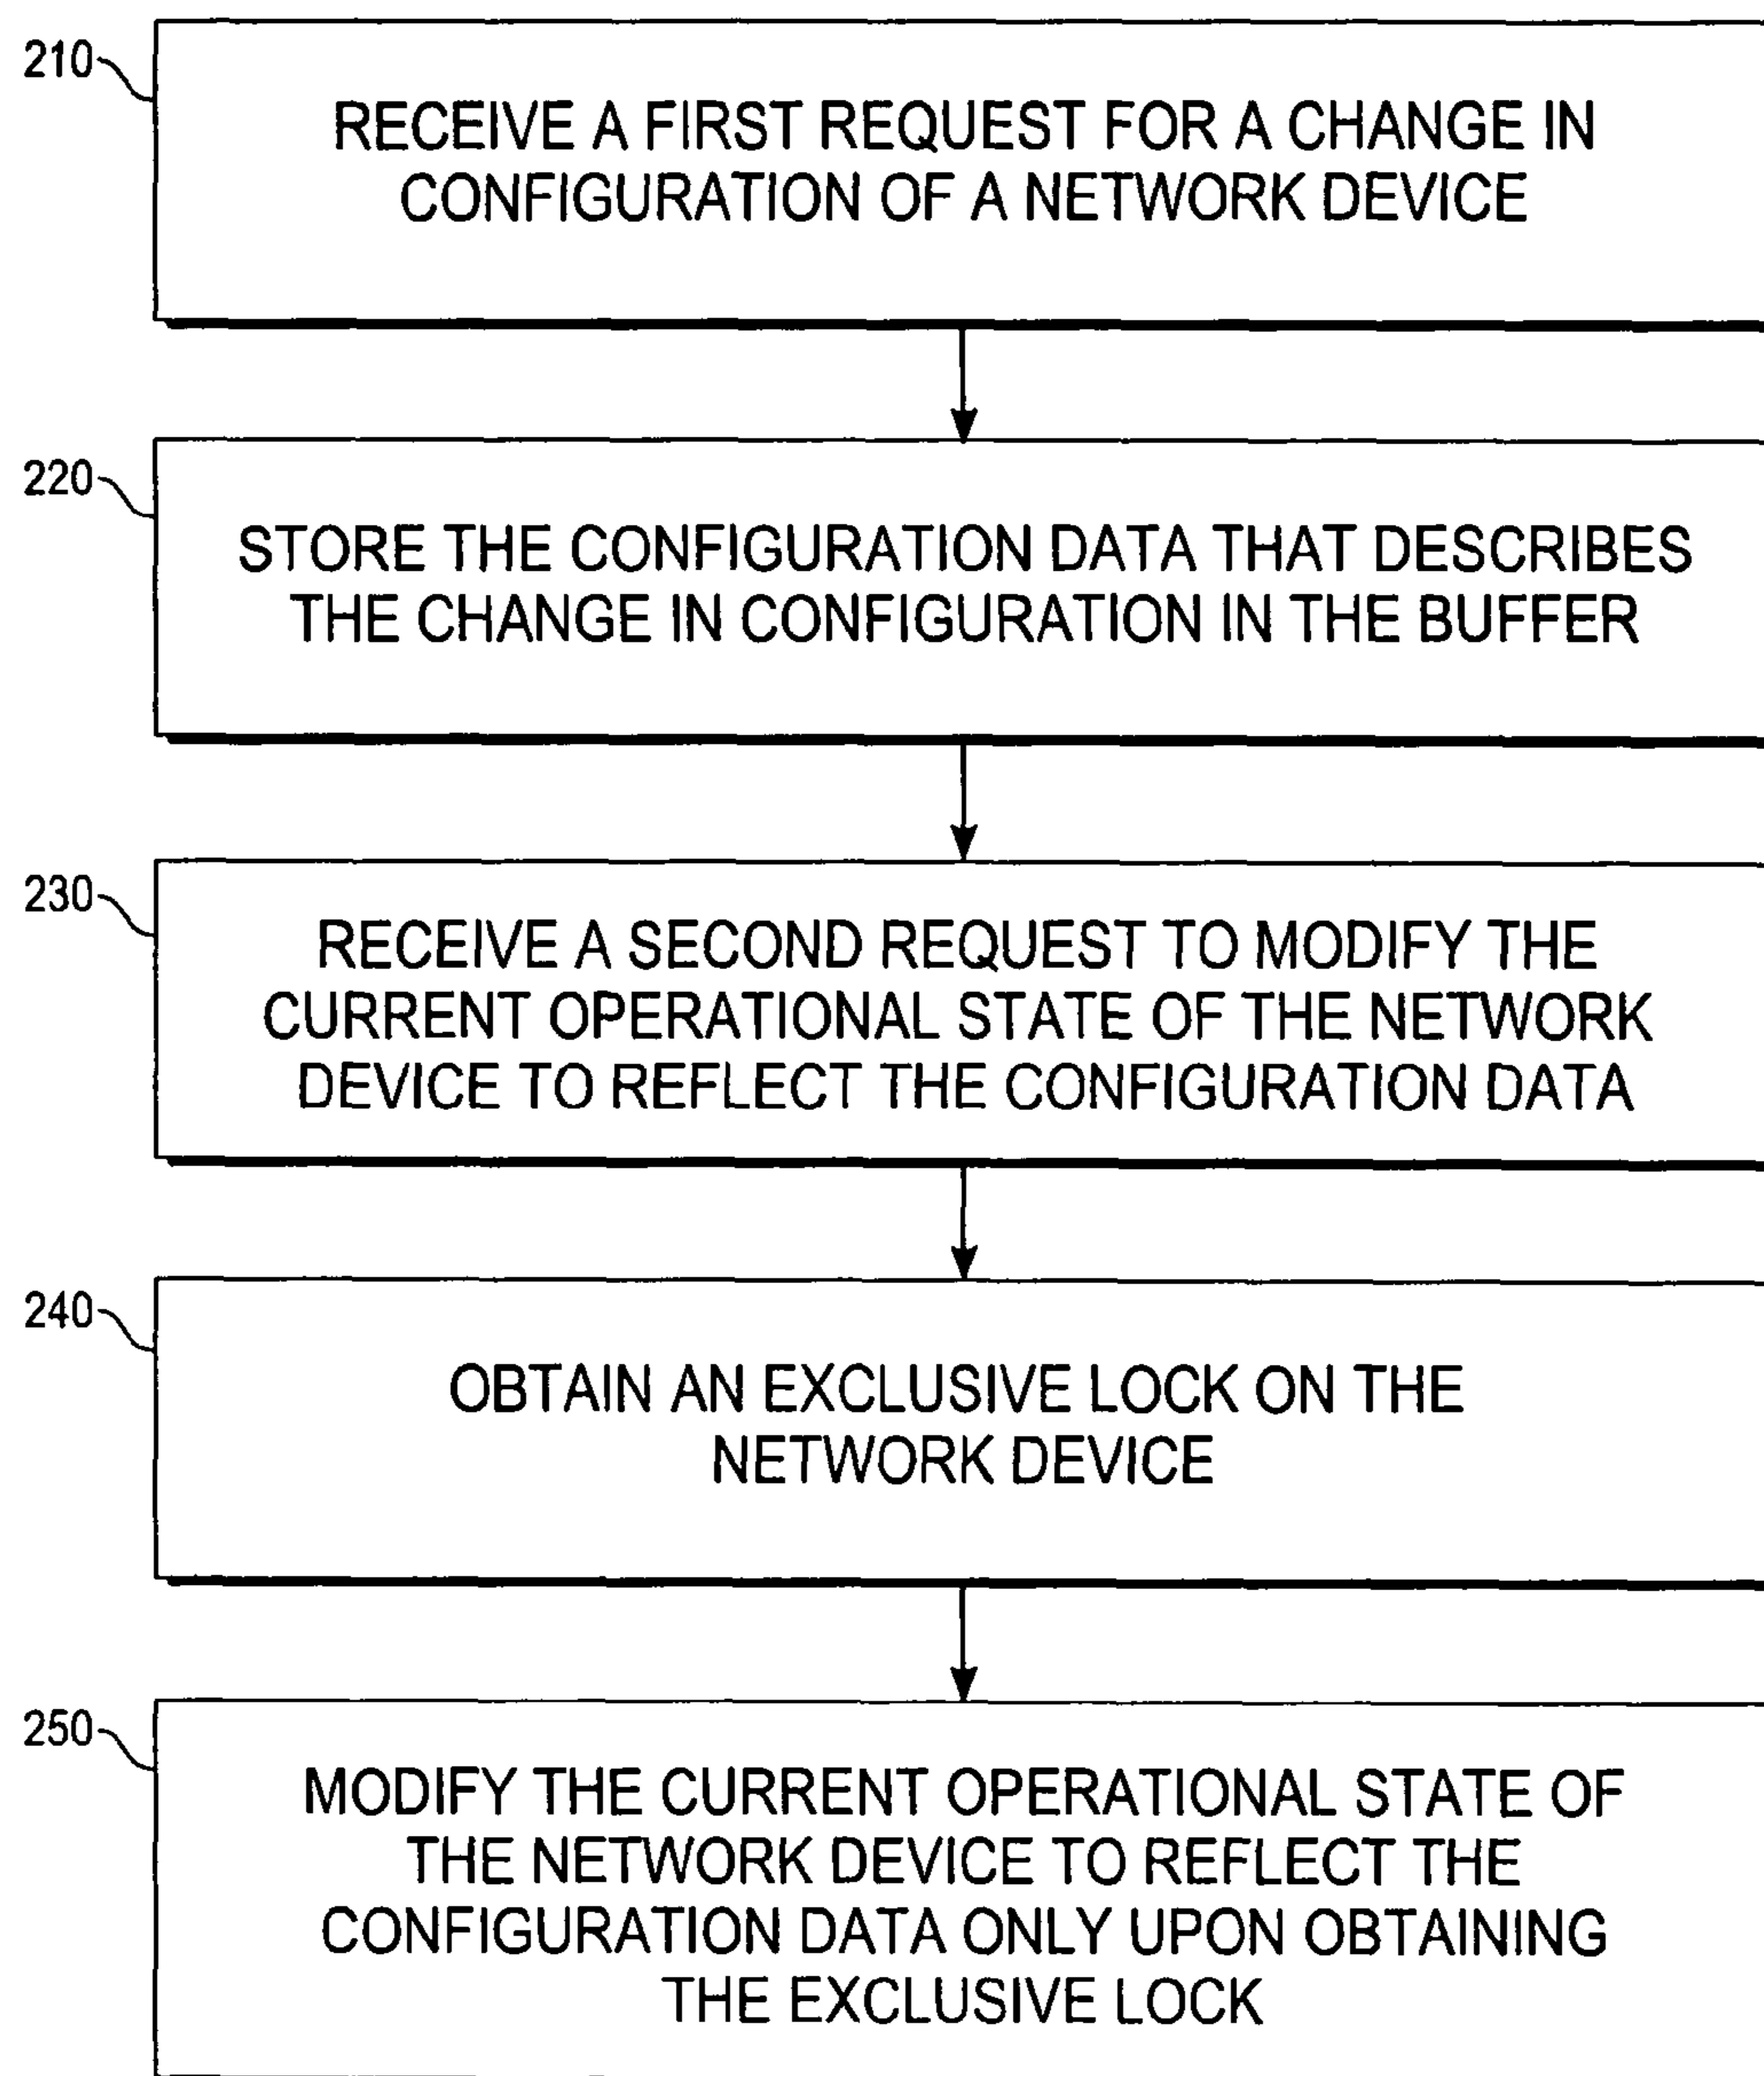 210
RECEIVE A FIRST REQUEST FOR A CHANGE IN
CONFIGURATION OF A NETWORK DEVICE
220
STORE THE CONFIGURATION DATA THAT DESCRIBES
THE CHANGE IN CONFIGURATION IN THE BUFFER
230
RECEIVE A SECOND REQUEST TO MODIFY THE
CURRENT OPERATIONAL STATE OF THE NETWORK
DEVICE TO REFLECT THE CONFIGURATION DATA
240
OBTAIN AN EXCLUSIVE LOCK ON THE
NETWORK DEVICE
250
MODIFY THE CURRENT OPERATIONAL STATE OF
THE NETWORK DEVICE TO REFLECT THE
CONFIGURATION DATA ONLY UPON OBTAINING
THE EXCLUSIVE LOCK